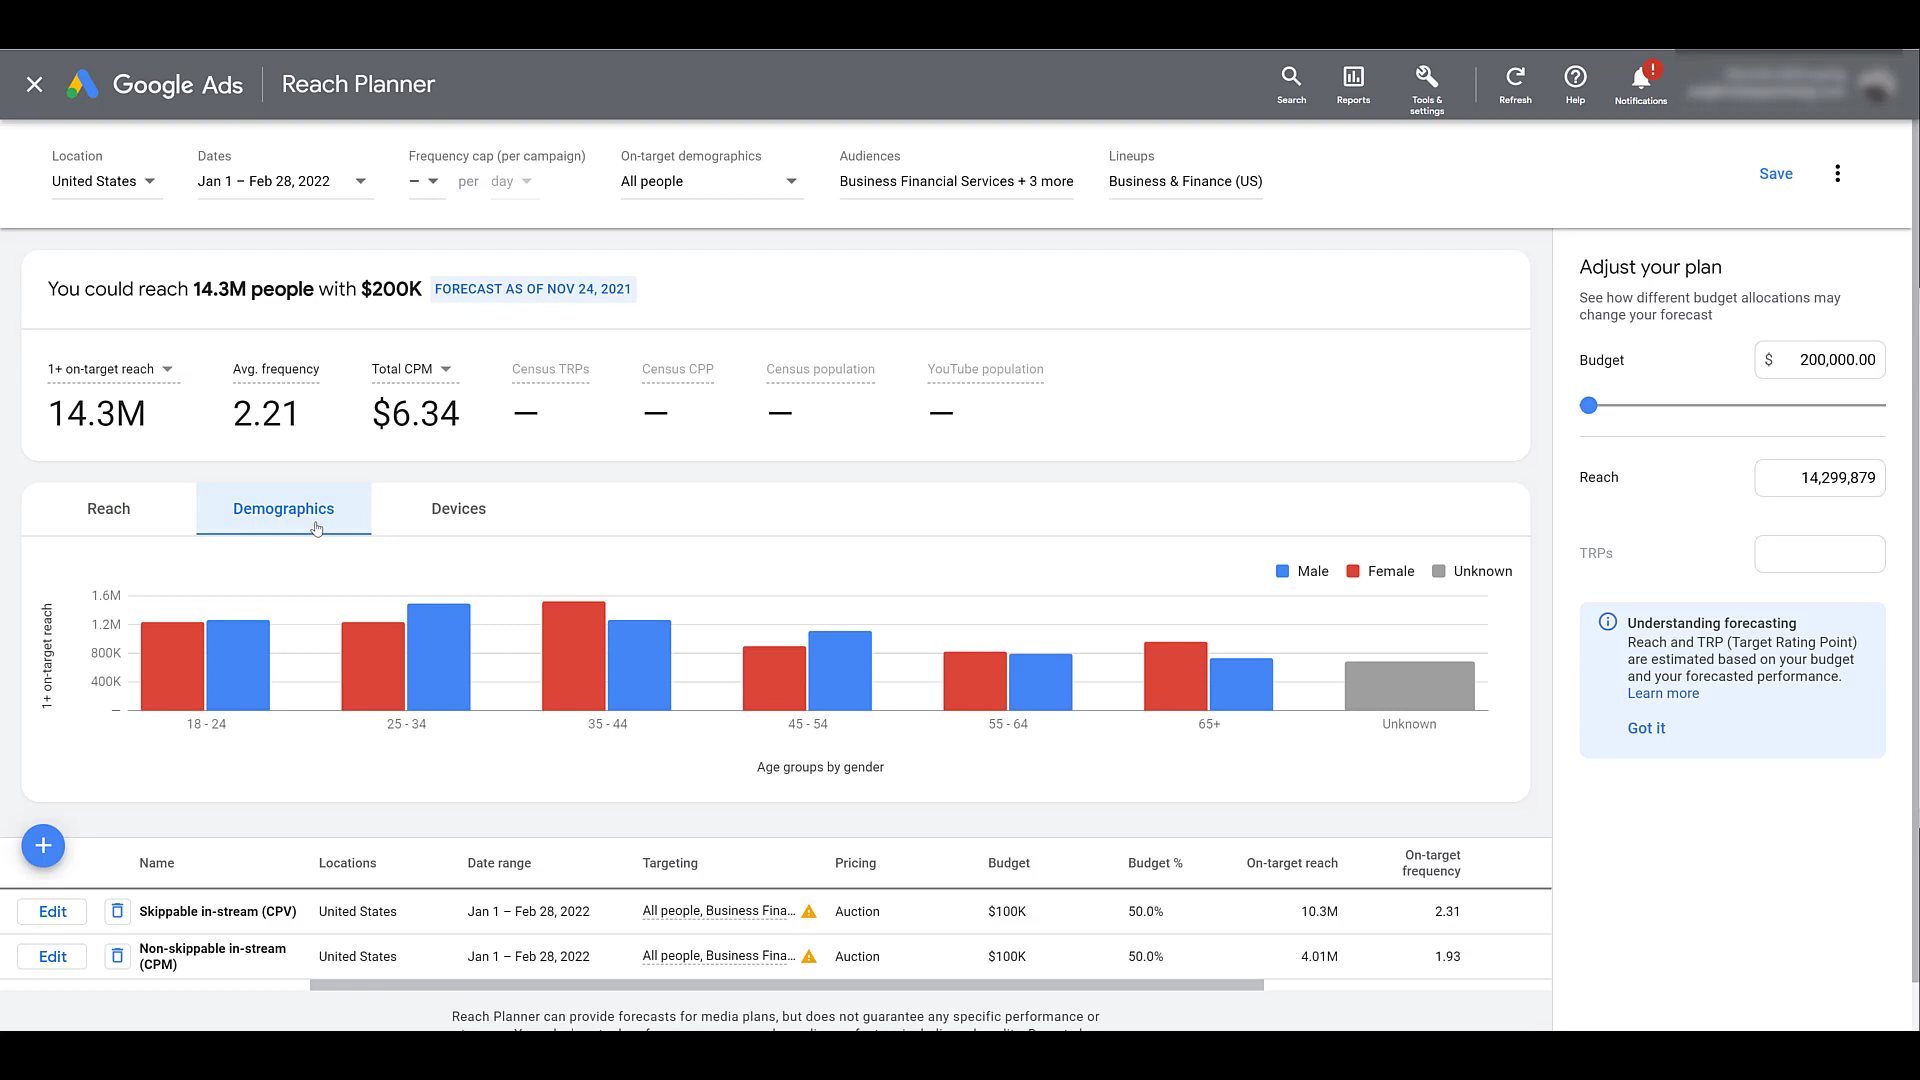 Google Ads Reach Planner
Search
Reports
Tools &
settings
Refresh
Help
!
Notifications
Location
United States
Dates
Jan 1 – Feb 28, 2022
Frequency cap (per campaign)
– per day
On-target demographics
All people
Audiences
Business Financial Services + 3 more
Lineups
Business & Finance (US)
Save
You could reach 14.3M people with $200K FORECAST AS OF NOV 24, 2021
1+ on-target reach
14.3M
Avg. frequency
2.21
Total CPM
$6.34
Census TRPs
—
Census CPP
—
Census population
—
YouTube population
—
Reach Demographics Devices
Male Female Unknown
1+ on-target reach
1.6M
1.2M
800K
400K
—
18 - 24 25 - 34 35 - 44 45 - 54 55 - 64 65+ Unknown
Age groups by gender
Adjust your plan
See how different budget allocations may
change your forecast
Budget $ 200,000.00
Reach 14,299,879
TRPs
Understanding forecasting
Reach and TRP (Target Rating Point)
are estimated based on your budget
and your forecasted performance.
Learn more
Got it
+
Name Locations Date range Targeting Pricing Budget Budget % On-target reach On-target
frequency
Edit Skippable in-stream (CPV) United States Jan 1 – Feb 28, 2022 All people, Business Fina... Auction $100K 50.0% 10.3M 2.31
Edit Non-skippable in-stream
(CPM) United States Jan 1 – Feb 28, 2022 All people, Business Fina... Auction $100K 50.0% 4.01M 1.93
Reach Planner can provide forecasts for media plans, but does not guarantee any specific performance or